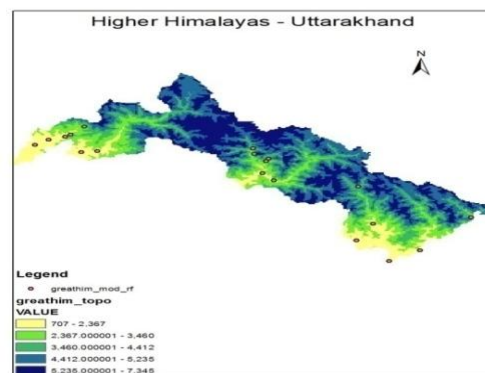 Higher Himalayas - Uttarakhand
N
Legend
greathim_mod_rf
greathim_topo
VALUE
707 - 2,367
2,367.000001 - 3,460
3,460.000001 - 4,412
4,412.000001 - 5,235
5,235.000001 - 7,345